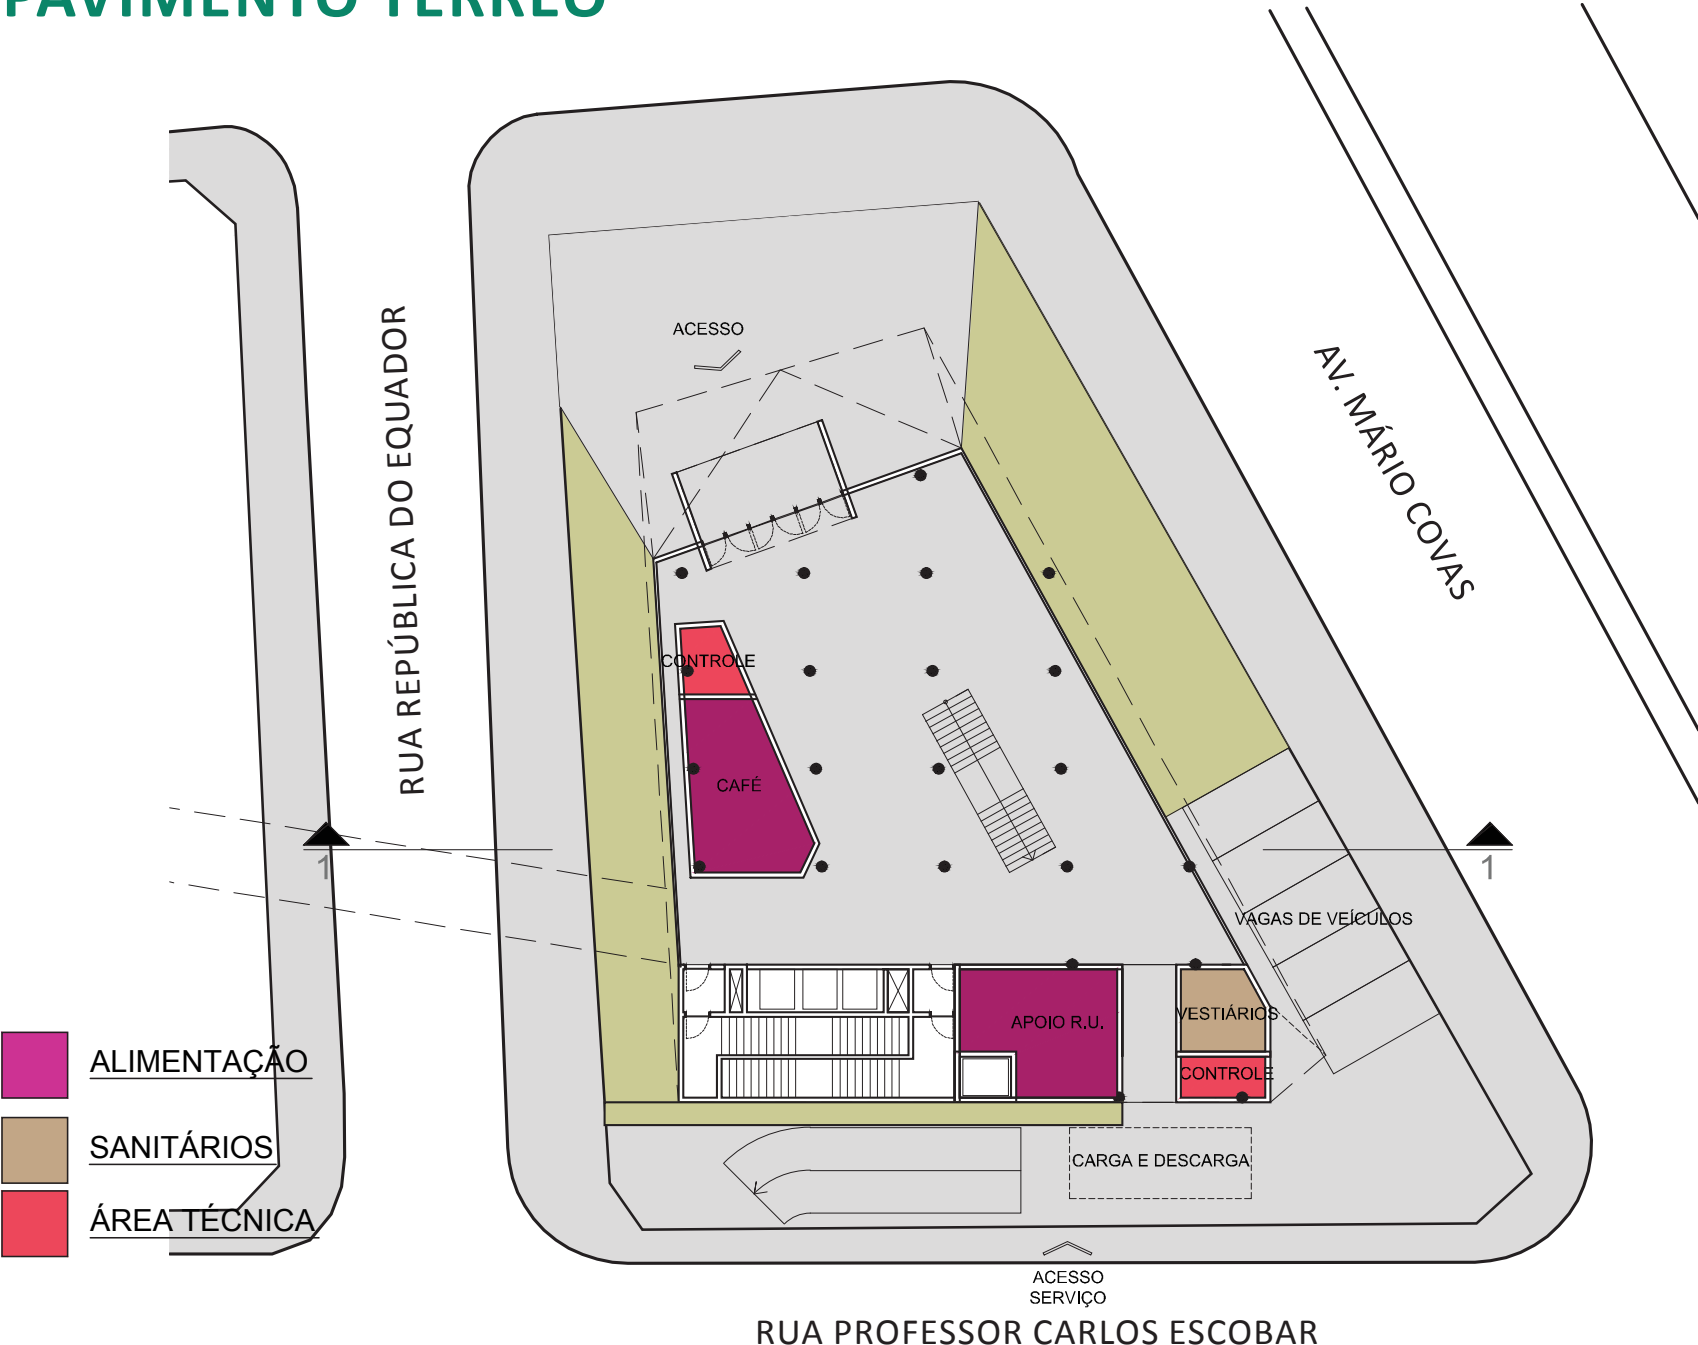 PAVIMENTO TÉRREO
ACESSO
RUA REPÚBLICA DO EQUADOR
AV. MÁRIO COVAS
CONTROLE
CAFÉ
1
1
VAGAS DE VEÍCULOS
APOIO R.U.
VESTIÁRIOS
CONTROLE
ALIMENTAÇÃO
SANITÁRIOS
ÁREA TÉCNICA
CARGA E DESCARGA
ACESSO
SERVIÇO
RUA PROFESSOR CARLOS ESCOBAR